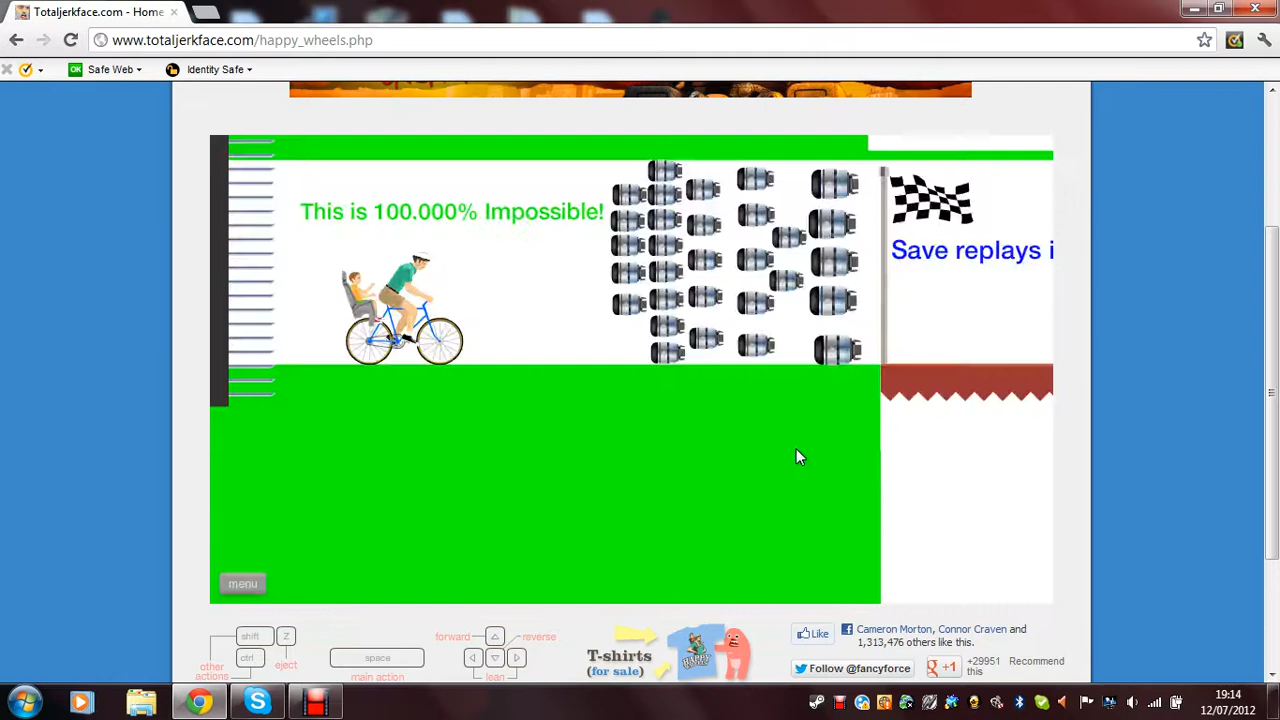 Totaljerkface.com - Home
www.totaljerkface.com/happy_wheels.php
Safe Web
Identity Safe
This is 100.000% Impossible!
Save replays i
menu
shift
Z
ctrl
eject
other
actions
space
main action
forward
reverse
lean
T-shirts
(for sale)
HAPPY
Like
Cameron Morton, Connor Craven and
1,313,476 others like this.
Follow @fancyforce
+1
+29951 Recommend
this
19:14
12/07/2012